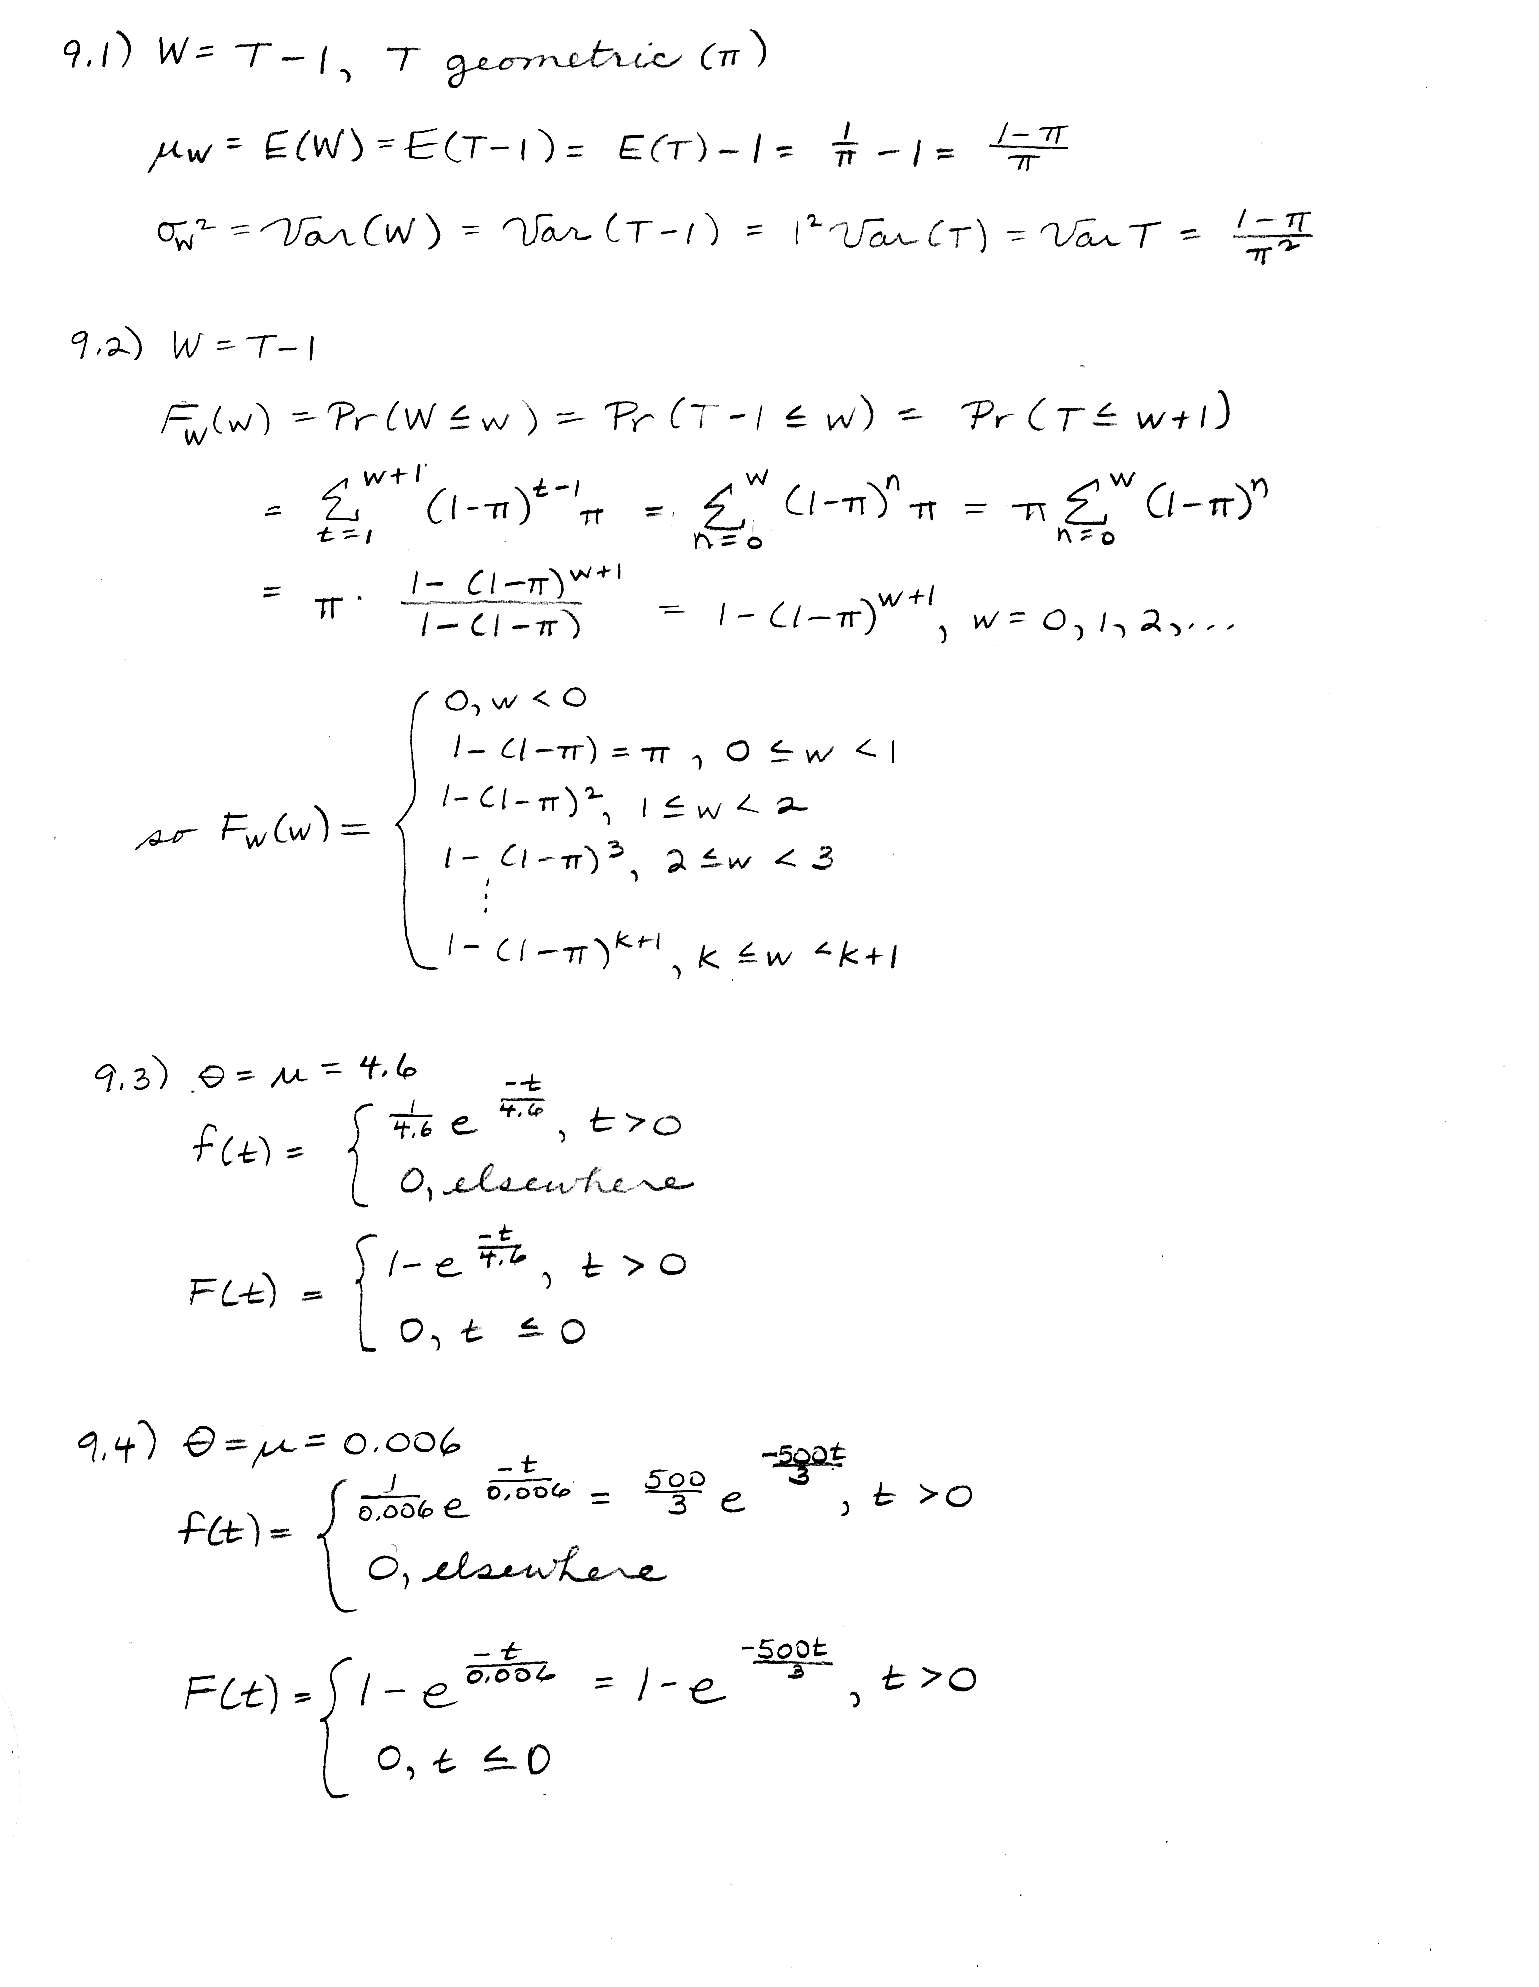 9.1) W = T - 1, T geometric (π)
μ_W = E(W) = E(T-1) = E(T) - 1 = 1/π - 1 = (1-π)/π
σ_W² = Var(W) = Var(T-1) = 1² Var(T) = Var T = (1-π)/π²
9.2) W = T - 1
F_W(w) = Pr(W ≤ w) = Pr(T-1 ≤ w) = Pr(T ≤ w+1)
= Σ_{t=1}^{w+1} (1-π)^{t-1} π = Σ_{n=0}^{w} (1-π)^n π = π Σ_{n=0}^{w} (1-π)^n
= π · (1-(1-π)^{w+1})/(1-(1-π)) = 1-(1-π)^{w+1}, w = 0, 1, 2, ...
so F_W(w) = { 0, w < 0
1-(1-π) = π, 0 ≤ w < 1
1-(1-π)², 1 ≤ w < 2
1-(1-π)³, 2 ≤ w < 3
⋮
1-(1-π)^{k+1}, k ≤ w < k+1
9.3) θ = μ = 4.6
f(t) = { 1/4.6 e^{-t/4.6}, t > 0
0, elsewhere
F(t) = { 1-e^{-t/4.6}, t > 0
0, t ≤ 0
9.4) θ = μ = 0.006
f(t) = { 1/0.006 e^{-t/0.006} = 500/3 e^{-500t/3}, t > 0
0, elsewhere
F(t) = { 1-e^{-t/0.006} = 1-e^{-500t/3}, t > 0
0, t ≤ 0